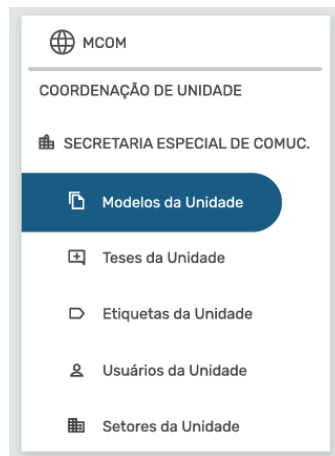 MCOM
COORDENAÇÃO DE UNIDADE
SECRETARIA ESPECIAL DE COMUC.
Modelos da Unidade
Teses da Unidade
Etiquetas da Unidade
Usuários da Unidade
Setores da Unidade